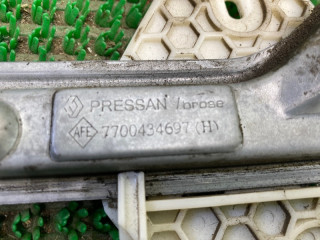 PRESSAN / brose
AFE 7700434697 (H)